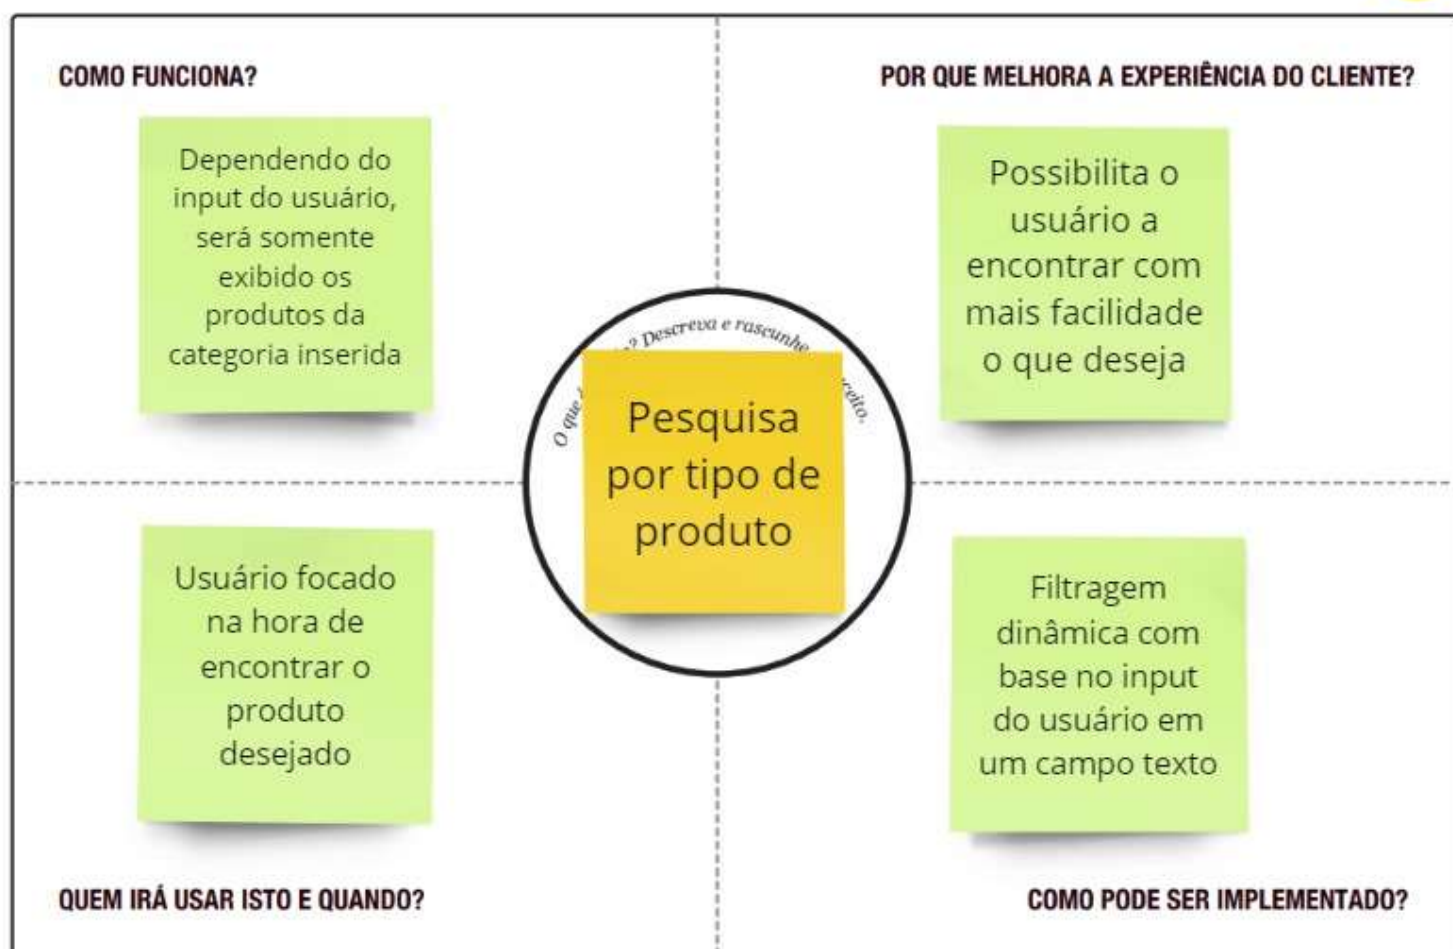 COMO FUNCIONA?
Dependendo do
input do usuário,
será somente
exibido os
produtos da
categoria inserida
POR QUE MELHORA A EXPERIÊNCIA DO CLIENTE?
Possibilita o
usuário a
encontrar com
mais facilidade
o que deseja
O que é ? Descreva e rascunhe
Pesquisa
por tipo de
produto
Usuário focado
na hora de
encontrar o
produto
desejado
QUEM IRÁ USAR ISTO E QUANDO?
Filtragem
dinâmica com
base no input
do usuário em
um campo texto
COMO PODE SER IMPLEMENTADO?